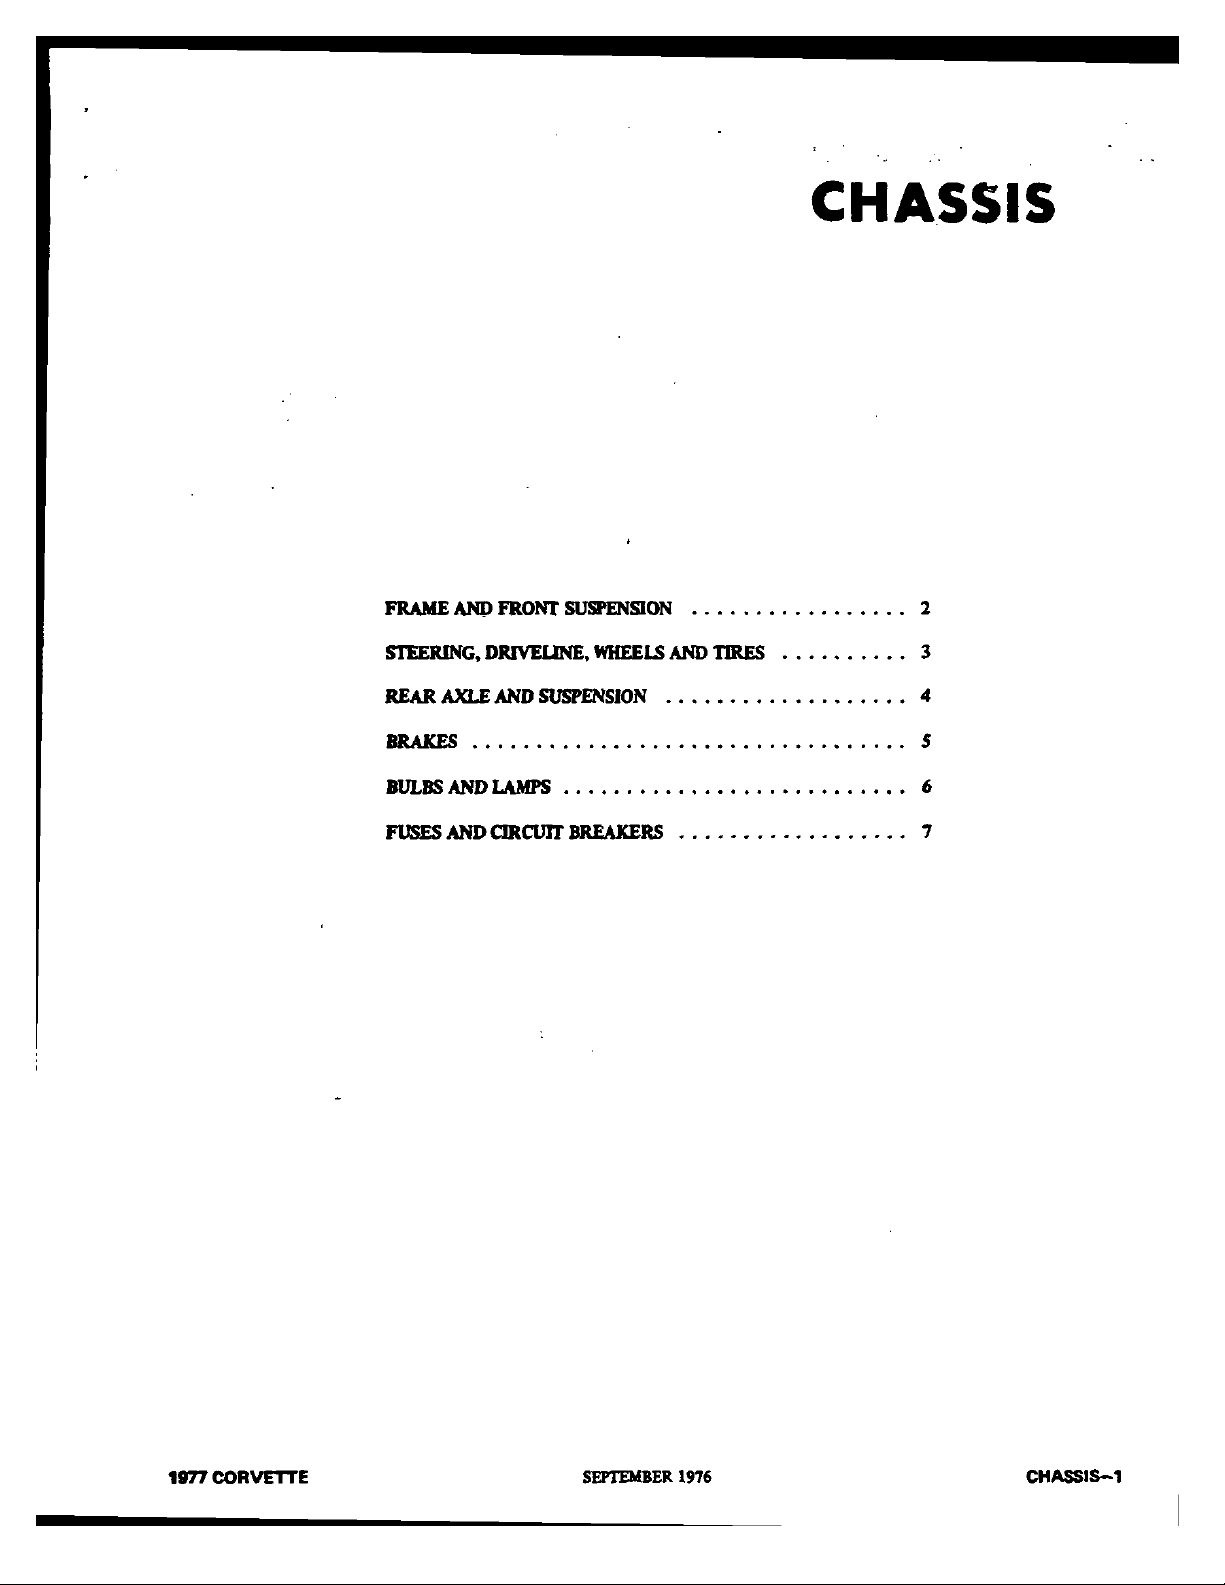 CHASSIS
FRAME AND FRONT SUSPENSION ................. 2
STEERING, DRIVELINE, WHEELS AND TIRES .......... 3
REAR AXLE AND SUSPENSION ................... 4
BRAKES .................................. 5
BULBS AND LAMPS ........................... 6
FUSES AND CIRCUIT BREAKERS .................. 7
1977 CORVETTE SEPTEMBER 1976 CHASSIS-1